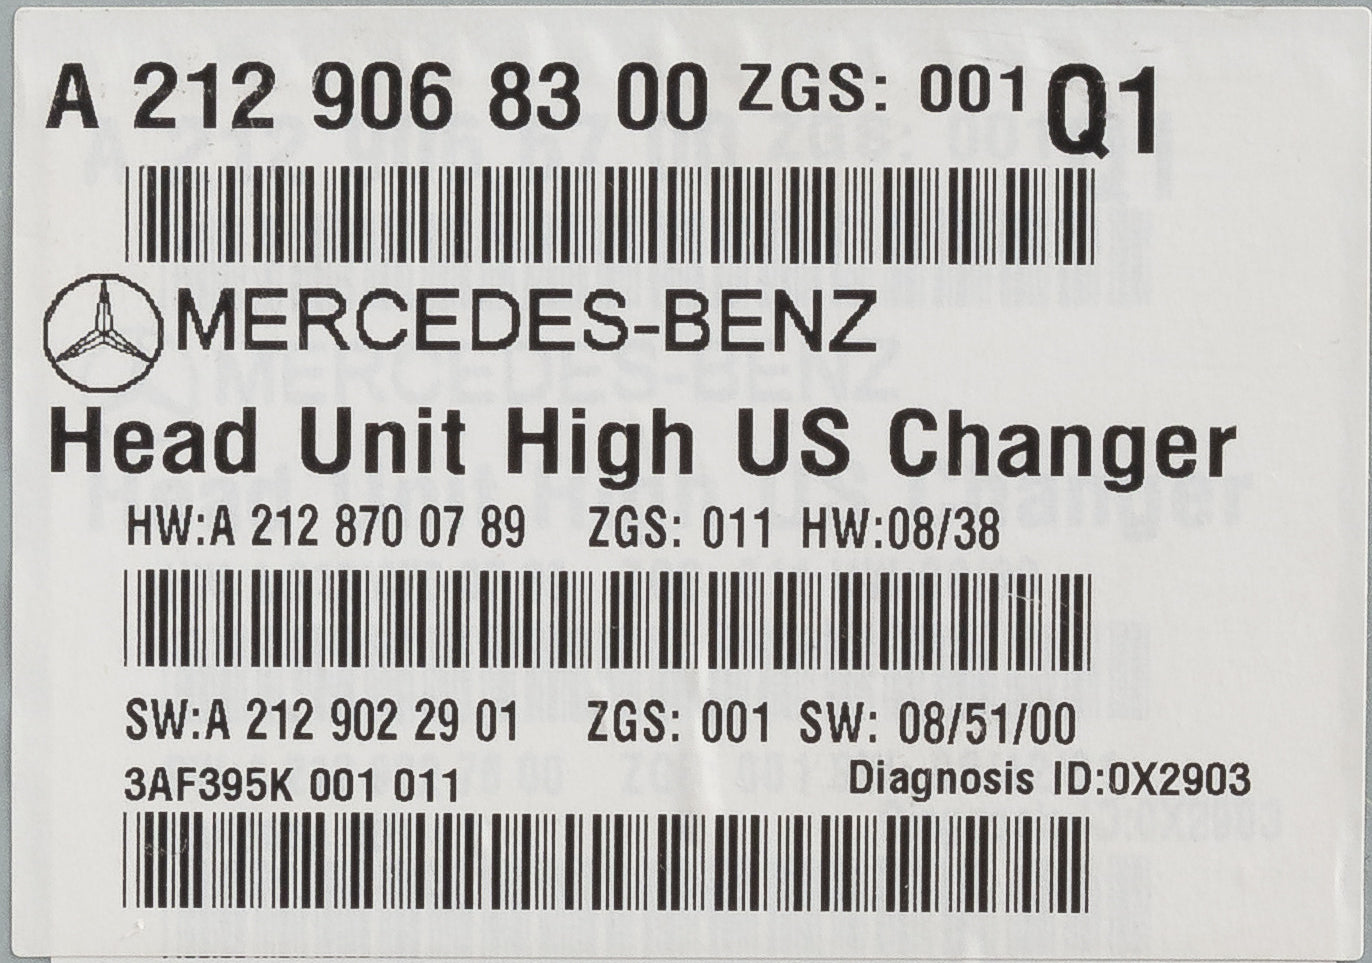 A 212 906 83 00 ZGS: 001 Q1
MERCEDES-BENZ
Head Unit High US Changer
HW:A 212 870 07 89 ZGS: 011 HW:08/38
SW:A 212 902 29 01 ZGS: 001 SW: 08/51/00
3AF395K 001 011 Diagnosis ID:0X2903